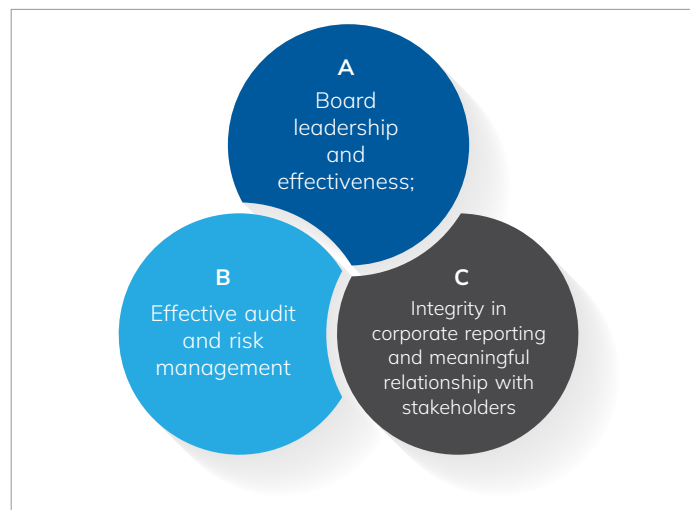 A
Board
leadership
and
effectiveness;
B
Effective audit
and risk
management
C
Integrity in
corporate reporting
and meaningful
relationship with
stakeholders